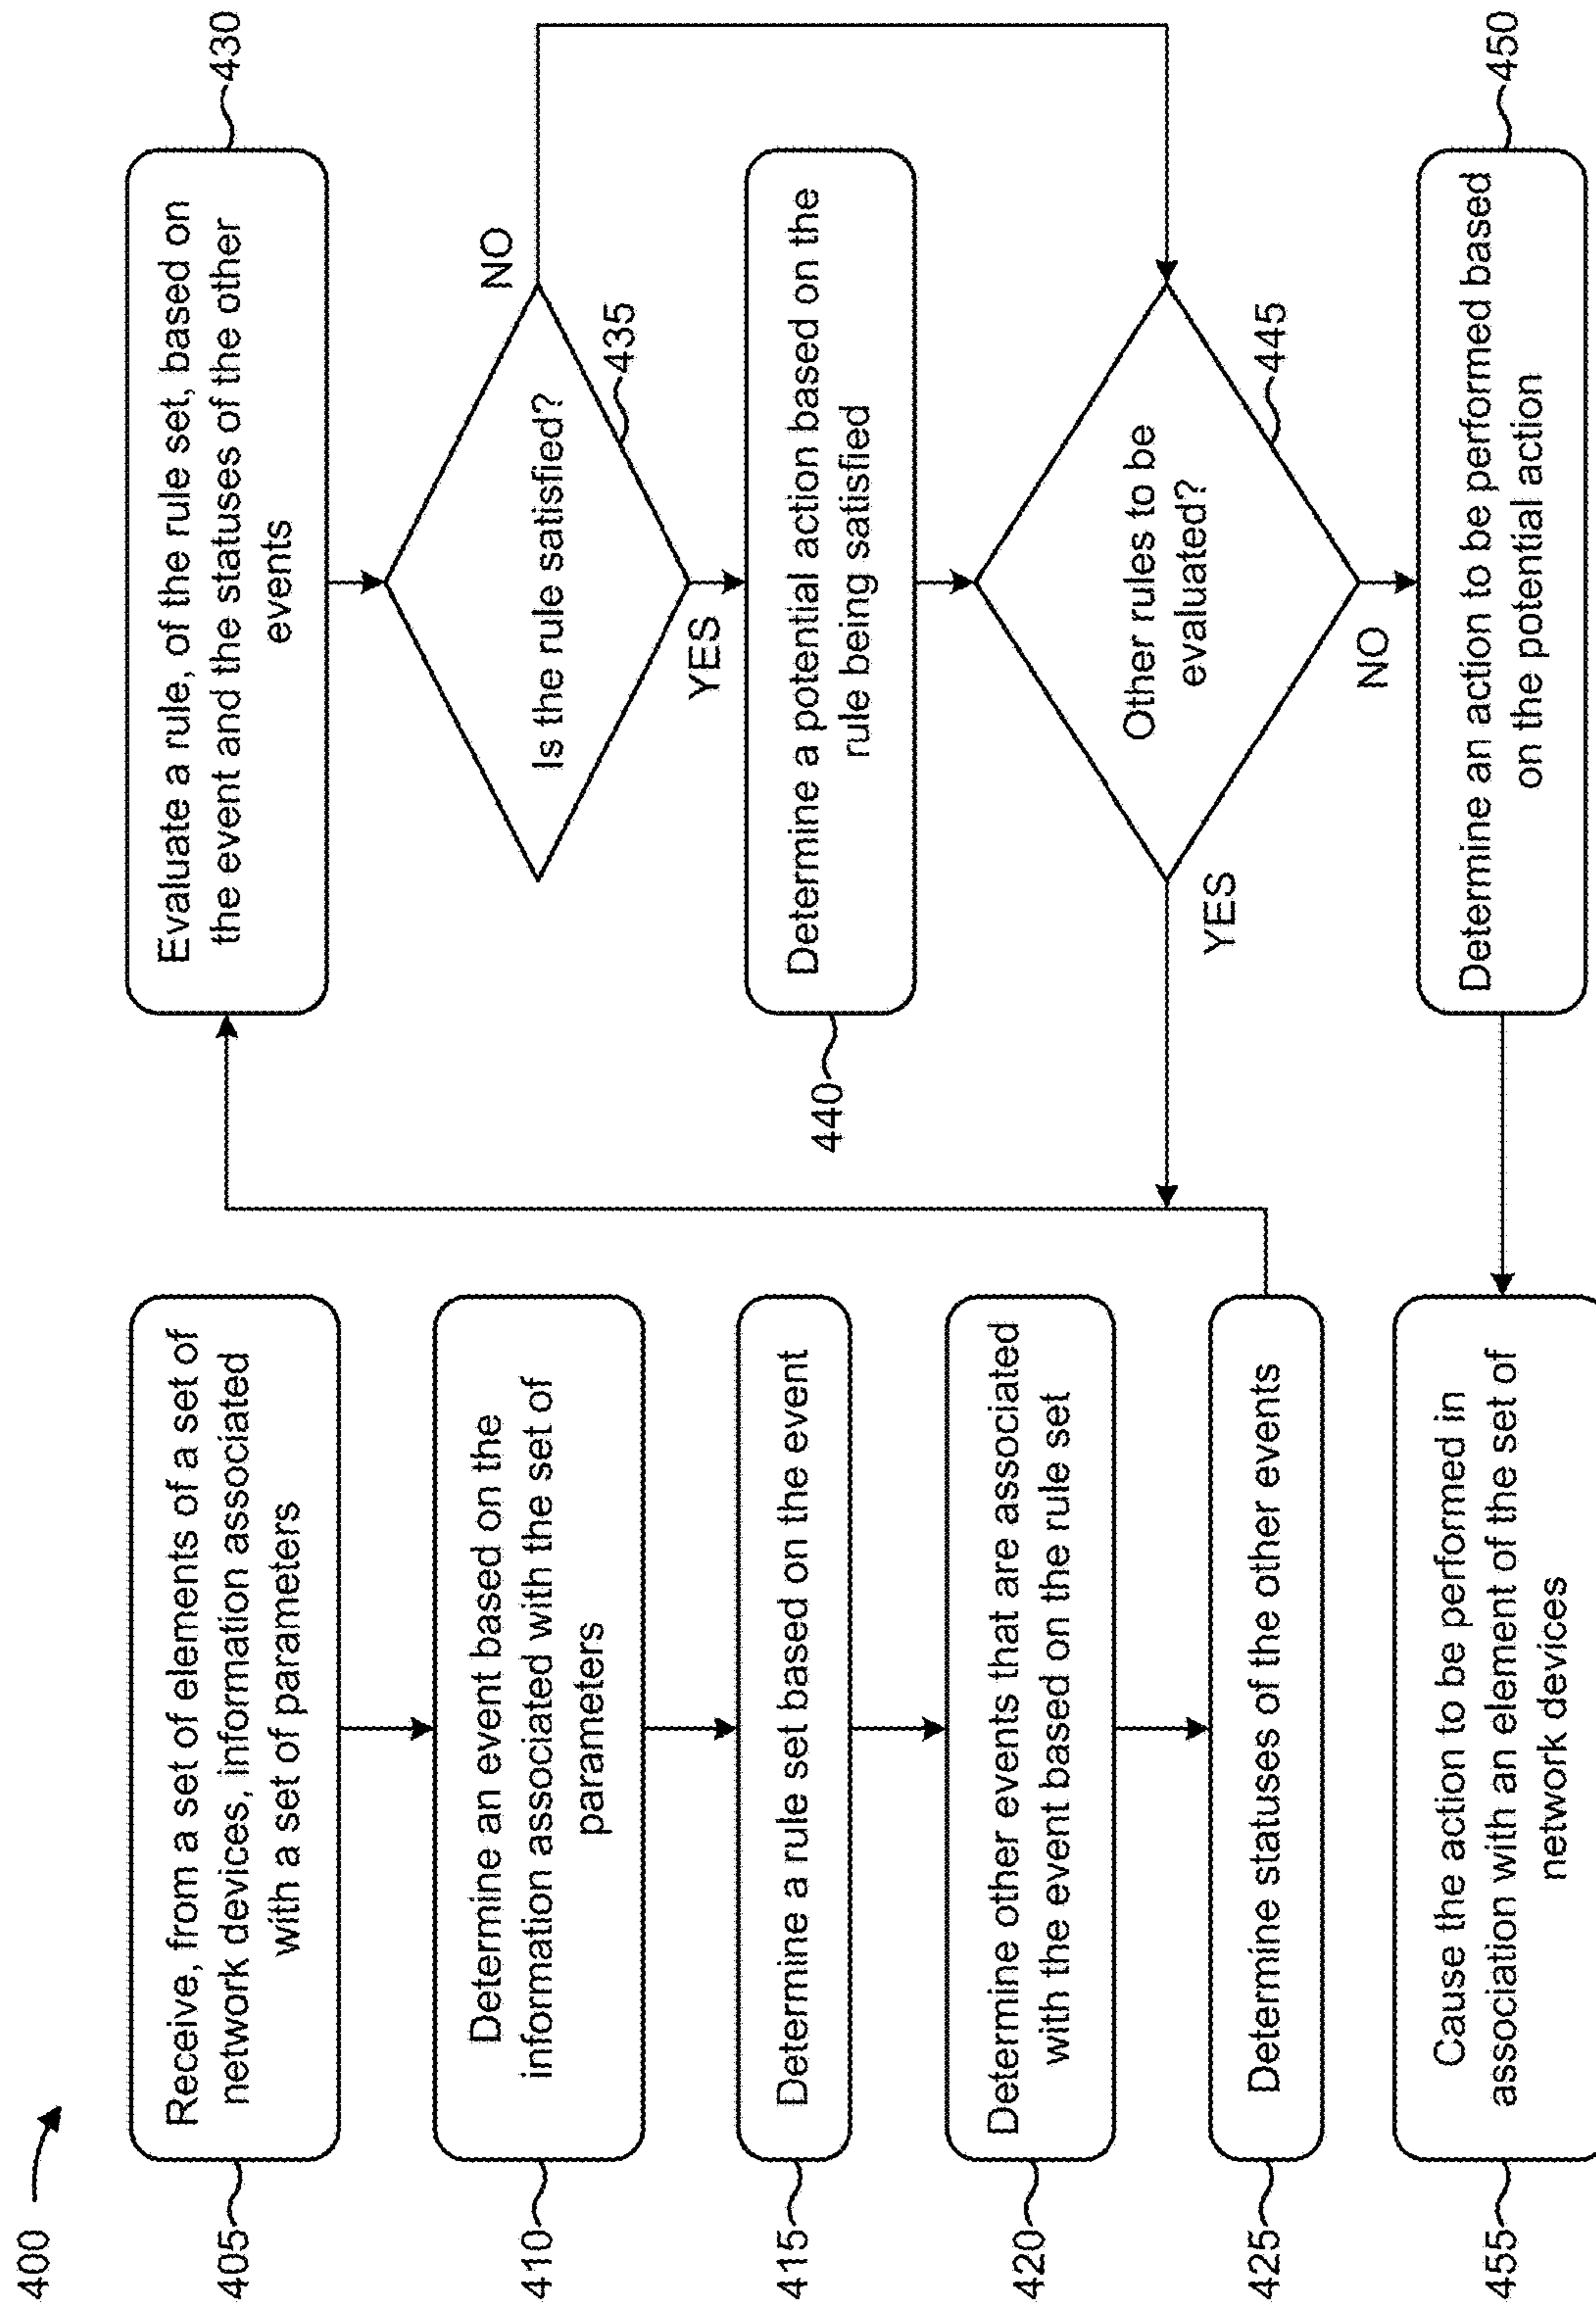 400
405
Receive, from a set of elements of a set of
network devices, information associated
with a set of parameters
410
Determine an event based on the
information associated with the set of
parameters
415
Determine a rule set based on the event
420
Determine other events that are associated
with the event based on the rule set
425
Determine statuses of the other events
430
Evaluate a rule, of the rule set, based on
the event and the statuses of the other
events
Is the rule satisfied?
435
NO
YES
440
Determine a potential action based on the
rule being satisfied
Other rules to be
evaluated?
445
YES
NO
450
Determine an action to be performed based
on the potential action
455
Cause the action to be performed in
association with an element of the set of
network devices